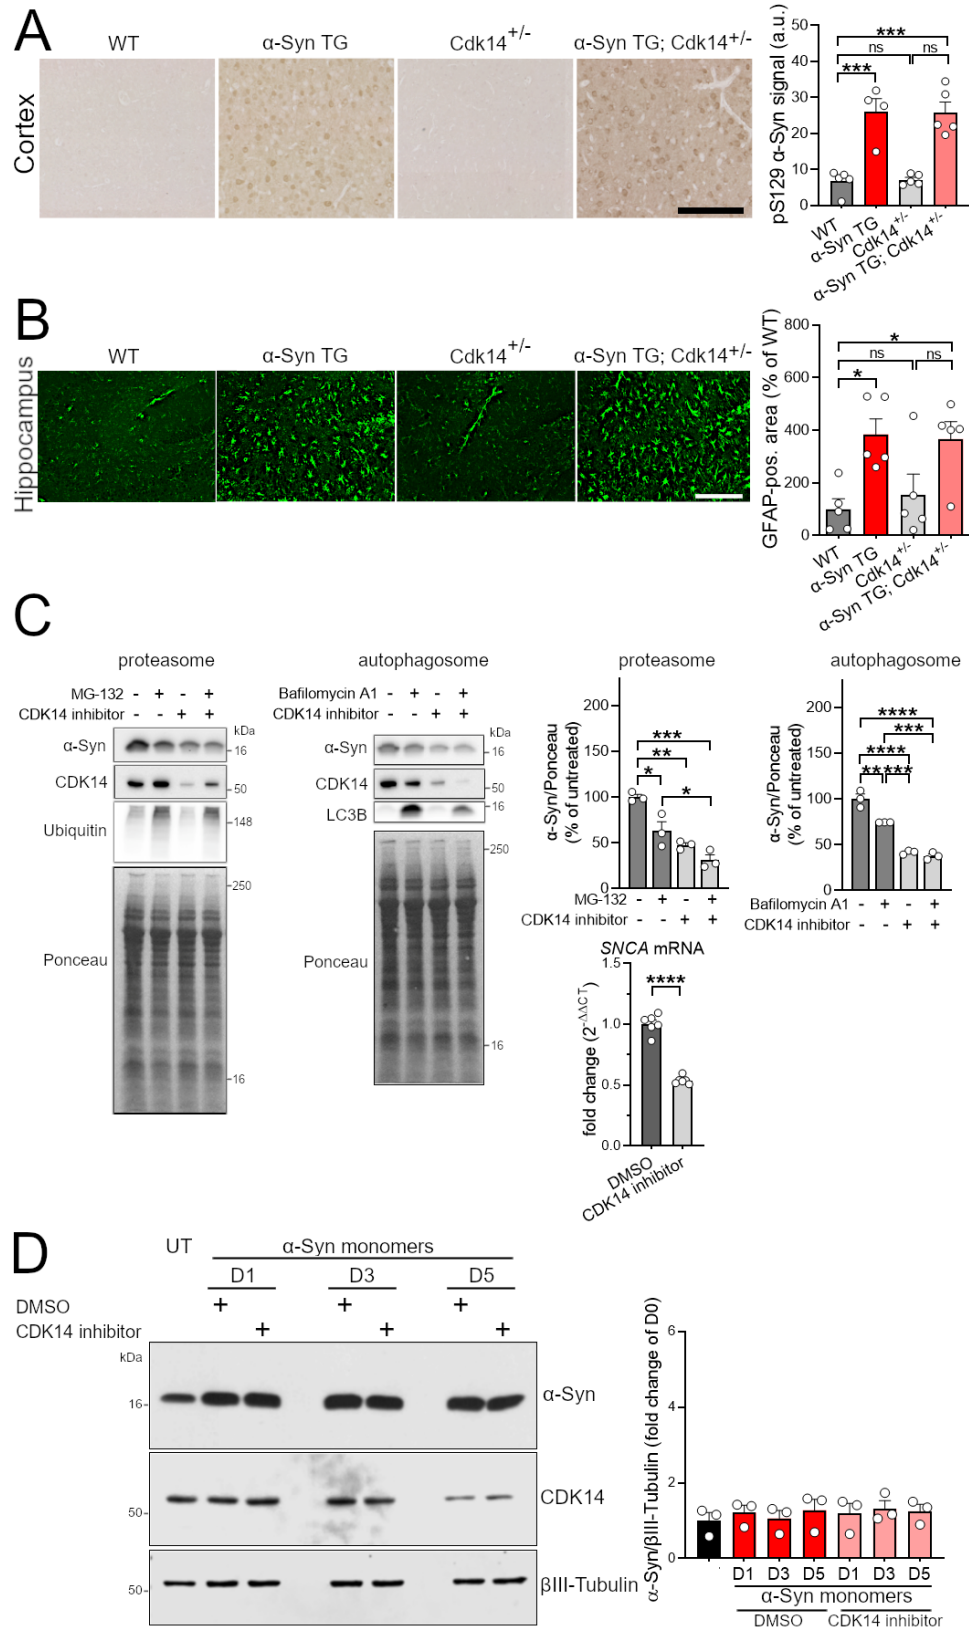 A
WT
α-Syn TG
Cdk14+/-
α-Syn TG; Cdk14+/-
Cortex
pS129 α-Syn signal (a.u.)
50
40
30
20
10
0
***
ns
ns
***
WT
α-Syn TG
Cdk14+/-
α-Syn TG; Cdk14+/-
B
WT
α-Syn TG
Cdk14+/-
α-Syn TG; Cdk14+/-
Hippocampus
GFAP-pos. area (% of WT)
800
600
400
200
0
*
ns
ns
*
WT
α-Syn TG
Cdk14+/-
α-Syn TG; Cdk14+/-
C
proteasome
MG-132 - + - +
CDK14 inhibitor - - + +
kDa
α-Syn
16
CDK14
50
Ubiquitin
148
250
Ponceau
16
autophagosome
Bafilomycin A1 - + - +
CDK14 inhibitor - - + +
kDa
α-Syn
16
CDK14
50
LC3B
16
250
Ponceau
16
proteasome
α-Syn/Ponceau
(% of untreated)
200
150
100
50
0
***
**
*
*
MG-132 - + - +
CDK14 inhibitor - - + +
autophagosome
α-Syn/Ponceau
(% of untreated)
200
150
100
50
0
****
***
****
**
***
Bafilomycin A1 - + - +
CDK14 inhibitor - - + +
SNCA mRNA
fold change (2-ΔΔCT)
1.5
1.0
0.5
0.0
****
DMSO
CDK14 inhibitor
D
UT
α-Syn monomers
D1 D3 D5
DMSO + + +
CDK14 inhibitor + + +
kDa
16-
α-Syn
50-
CDK14
50-
βIII-Tubulin
α-Syn/βIII-Tubulin (fold change of D0)
6
4
2
0
D1 D3 D5 D1 D3 D5
α-Syn monomers
DMSO CDK14 inhibitor